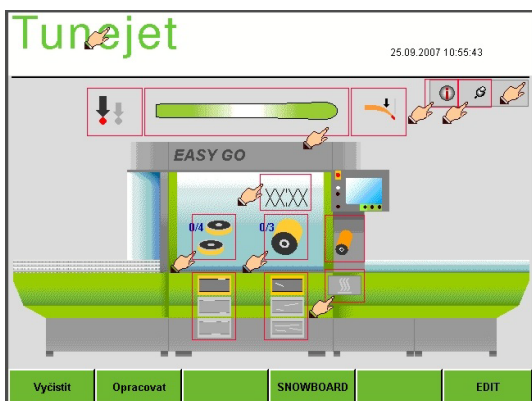 Tunejet
25.09.2007 10:55:43
EASY GO
0/4
0/3
Vyčistit
Opracovat
SNOWBOARD
EDIT